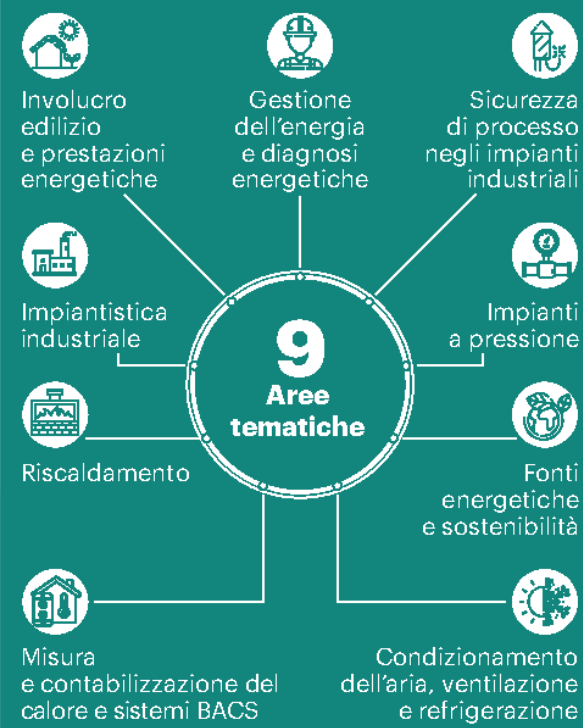 Involucro
edilizio
e prestazioni
energetiche
Gestione
dell'energia
e diagnosi
energetiche
Sicurezza
di processo
negli impianti
industriali
Impiantistica
industriale
9
Aree
tematiche
Impianti
a pressione
Riscaldamento
Fonti
energetiche
e sostenibilità
Misura
e contabilizzazione del
calore e sistemi BACS
Condizionamento
dell'aria, ventilazione
e refrigerazione